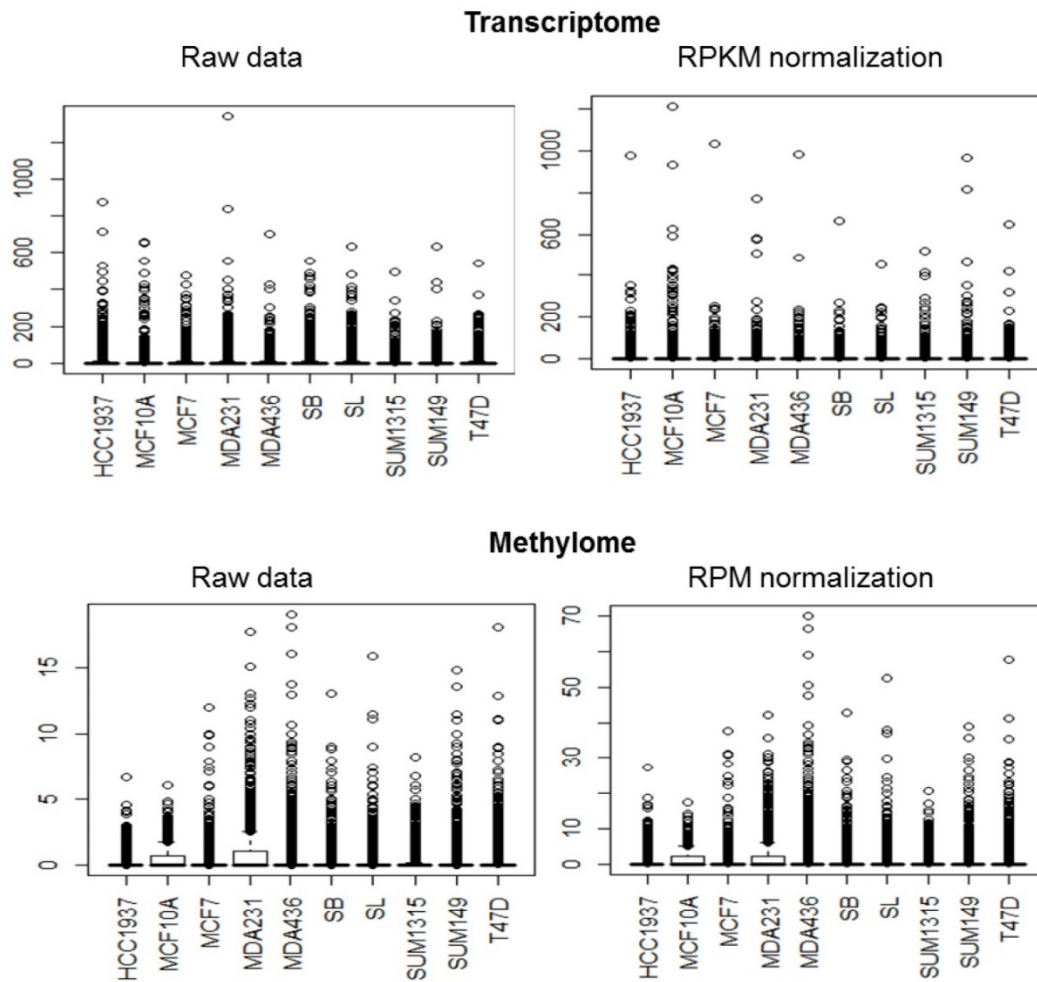 Transcriptome
Raw data
RPKM normalization
0 200 600 1000
HCC1937 MCF10A MCF7 MDA231 MDA436 SB SL SUM1315 SUM149 T47D
0 200 600 1000
HCC1937 MCF10A MCF7 MDA231 MDA436 SB SL SUM1315 SUM149 T47D
Methylome
Raw data
RPM normalization
0 5 10 15
HCC1937 MCF10A MCF7 MDA231 MDA436 SB SL SUM1315 SUM149 T47D
0 10 30 50 70
HCC1937 MCF10A MCF7 MDA231 MDA436 SB SL SUM1315 SUM149 T47D